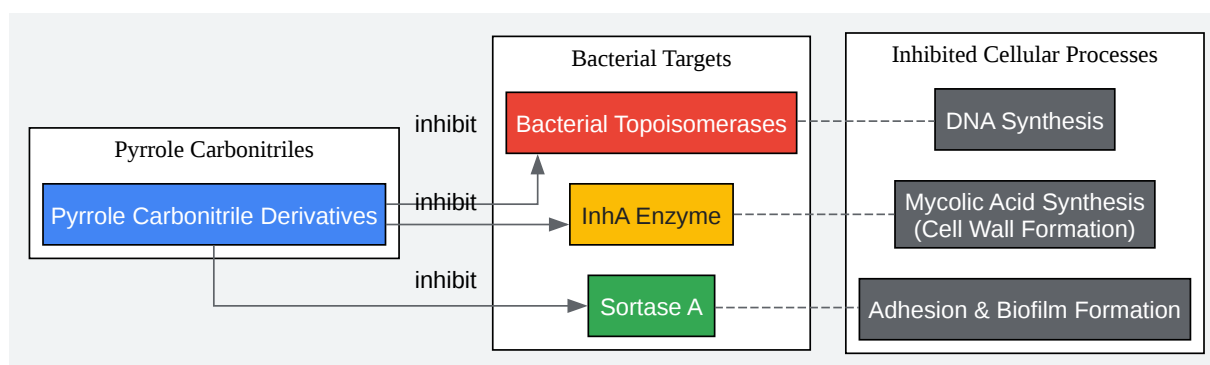 Pyrrole Carbonitriles
Pyrrole Carbonitrile Derivatives
inhibit
inhibit
inhibit
Bacterial Targets
Bacterial Topoisomerases
InhA Enzyme
Sortase A
Inhibited Cellular Processes
DNA Synthesis
Mycolic Acid Synthesis
(Cell Wall Formation)
Adhesion & Biofilm Formation